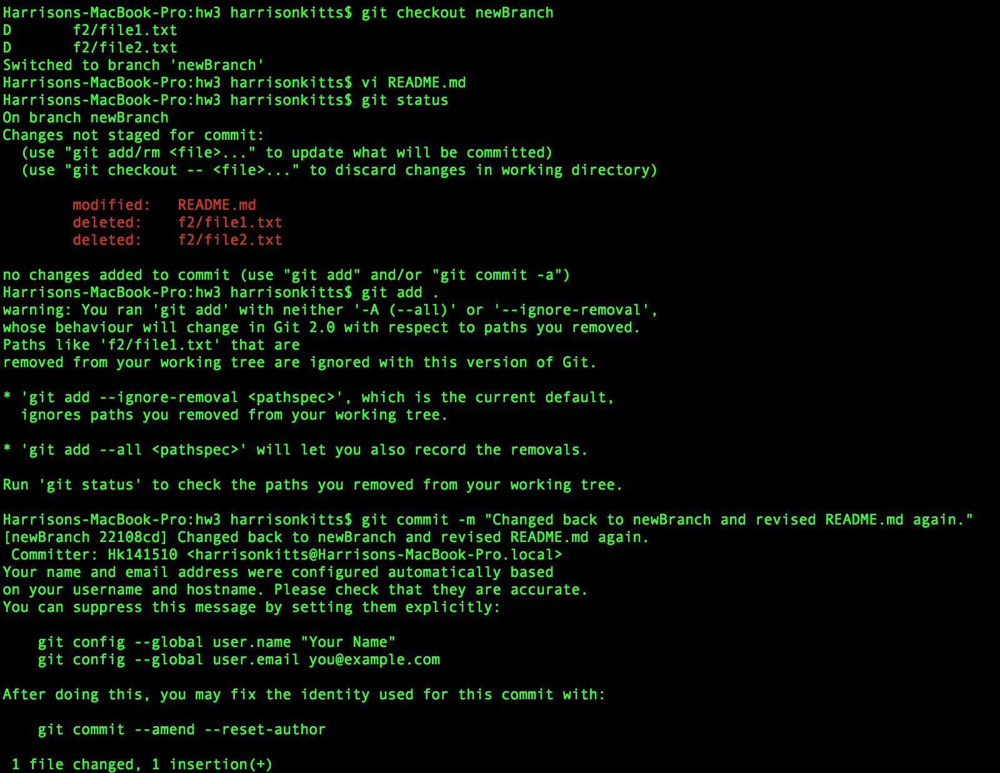 Harrisons-MacBook-Pro:hw3 harrisonkitts$ git checkout newBranch
D       f2/file1.txt
D       f2/file2.txt
Switched to branch 'newBranch'
Harrisons-MacBook-Pro:hw3 harrisonkitts$ vi README.md
Harrisons-MacBook-Pro:hw3 harrisonkitts$ git status
On branch newBranch
Changes not staged for commit:
  (use "git add/rm <file>..." to update what will be committed)
  (use "git checkout -- <file>..." to discard changes in working directory)

        modified:   README.md
        deleted:    f2/file1.txt
        deleted:    f2/file2.txt

no changes added to commit (use "git add" and/or "git commit -a")
Harrisons-MacBook-Pro:hw3 harrisonkitts$ git add .
warning: You ran 'git add' with neither '-A (--all)' or '--ignore-removal',
whose behaviour will change in Git 2.0 with respect to paths you removed.
Paths like 'f2/file1.txt' that are
removed from your working tree are ignored with this version of Git.

* 'git add --ignore-removal <pathspec>', which is the current default,
  ignores paths you removed from your working tree.

* 'git add --all <pathspec>' will let you also record the removals.

Run 'git status' to check the paths you removed from your working tree.

Harrisons-MacBook-Pro:hw3 harrisonkitts$ git commit -m "Changed back to newBranch and revised README.md again."
[newBranch 22108cd] Changed back to newBranch and revised README.md again.
 Committer: Hk141510 <harrisonkitts@Harrisons-MacBook-Pro.local>
Your name and email address were configured automatically based
on your username and hostname. Please check that they are accurate.
You can suppress this message by setting them explicitly:

    git config --global user.name "Your Name"
    git config --global user.email you@example.com

After doing this, you may fix the identity used for this commit with:

    git commit --amend --reset-author

 1 file changed, 1 insertion(+)